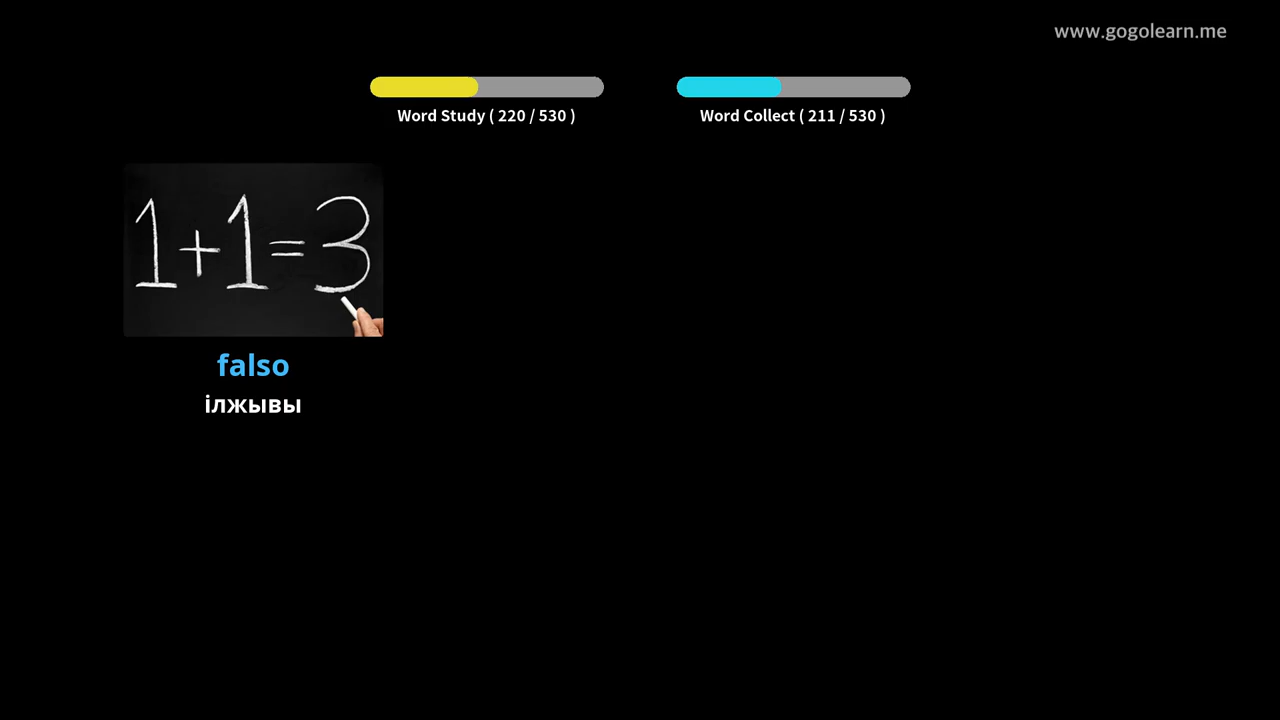 www.gogolearn.me
Word Study ( 220 / 530 )
Word Collect ( 211 / 530 )
1+1=3
falso
ілжывы